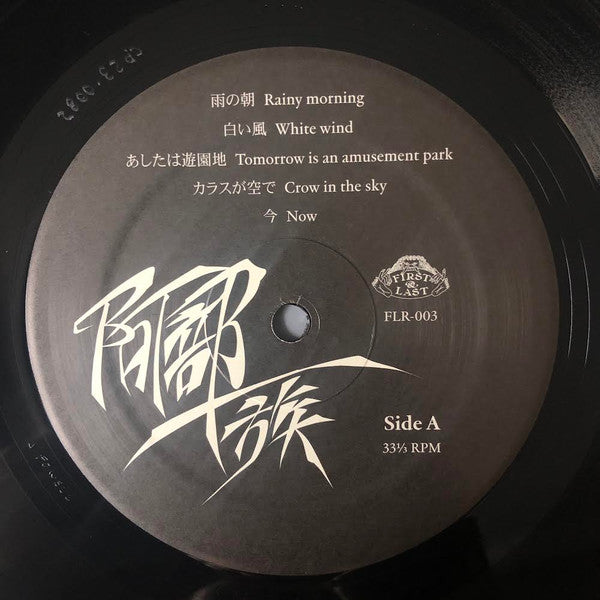 雨の朝 Rainy morning
白い風 White wind
あしたは遊園地 Tomorrow is an amusement park
カラスが空で Crow in the sky
今 Now
FIRST
&
LAST
FLR-003
阿部一族
Side A
33⅓ RPM